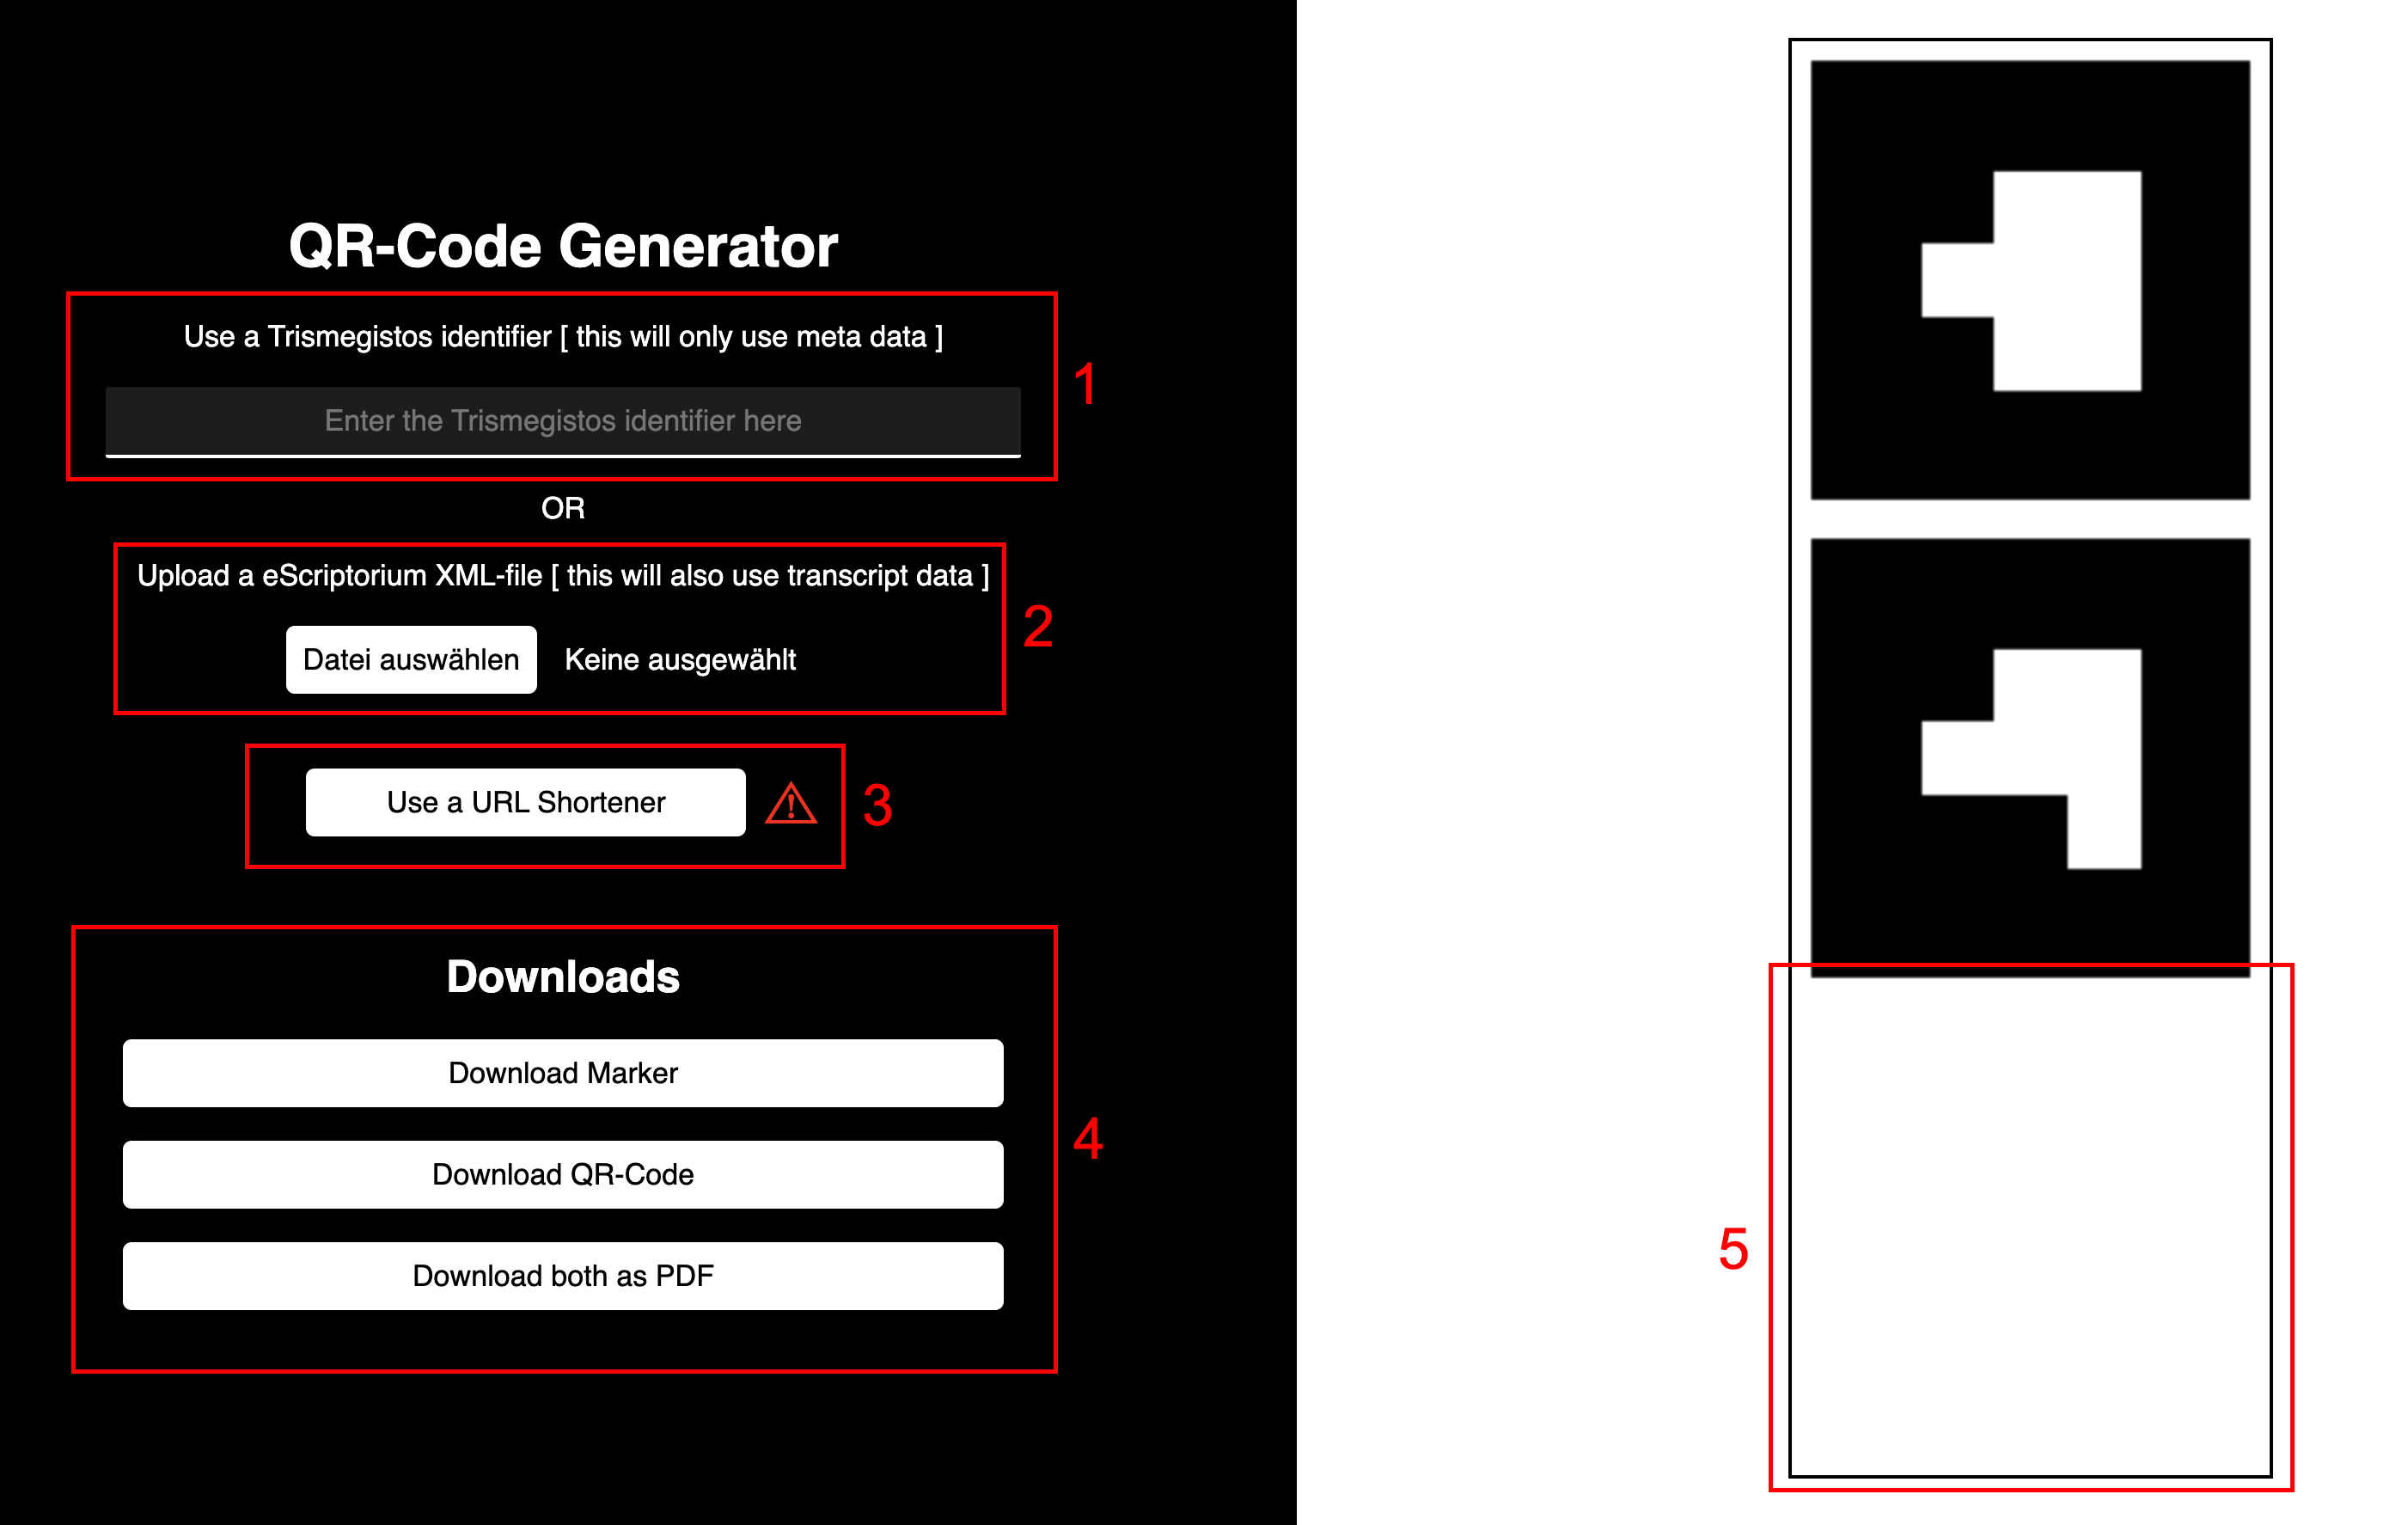 QR-Code Generator
Use a Trismegistos identifier [ this will only use meta data ]
1
Enter the Trismegistos identifier here
OR
Upload a eScriptorium XML-file [ this will also use transcript data ]
2
Datei auswählen Keine ausgewählt
Use a URL Shortener
3
Downloads
Download Marker
4
Download QR-Code
Download both as PDF
5